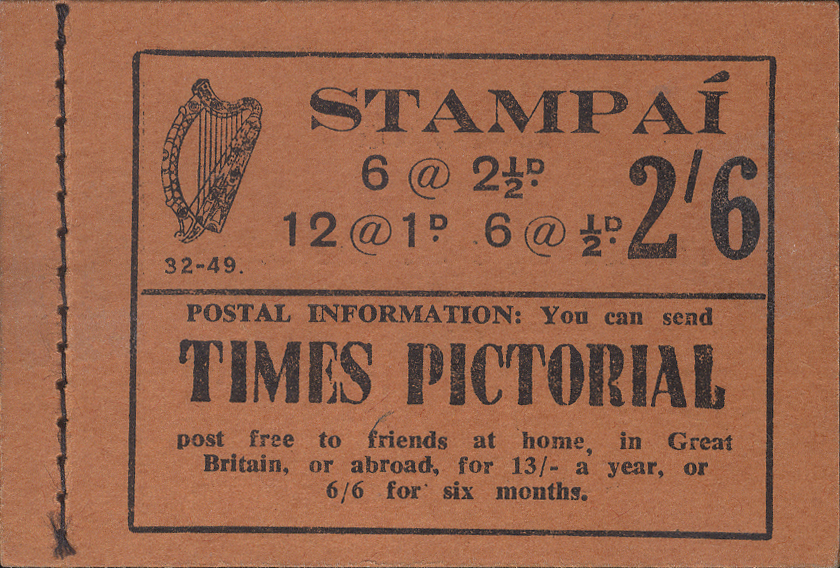 STAMPAÍ
6 @ 2½D.
12 @ 1D. 6 @ ½D. 2/6
32-49.
POSTAL INFORMATION: You can send
TIMES PICTORIAL
post free to friends at home, in Great
Britain, or abroad, for 13/- a year, or
6/6 for six months.